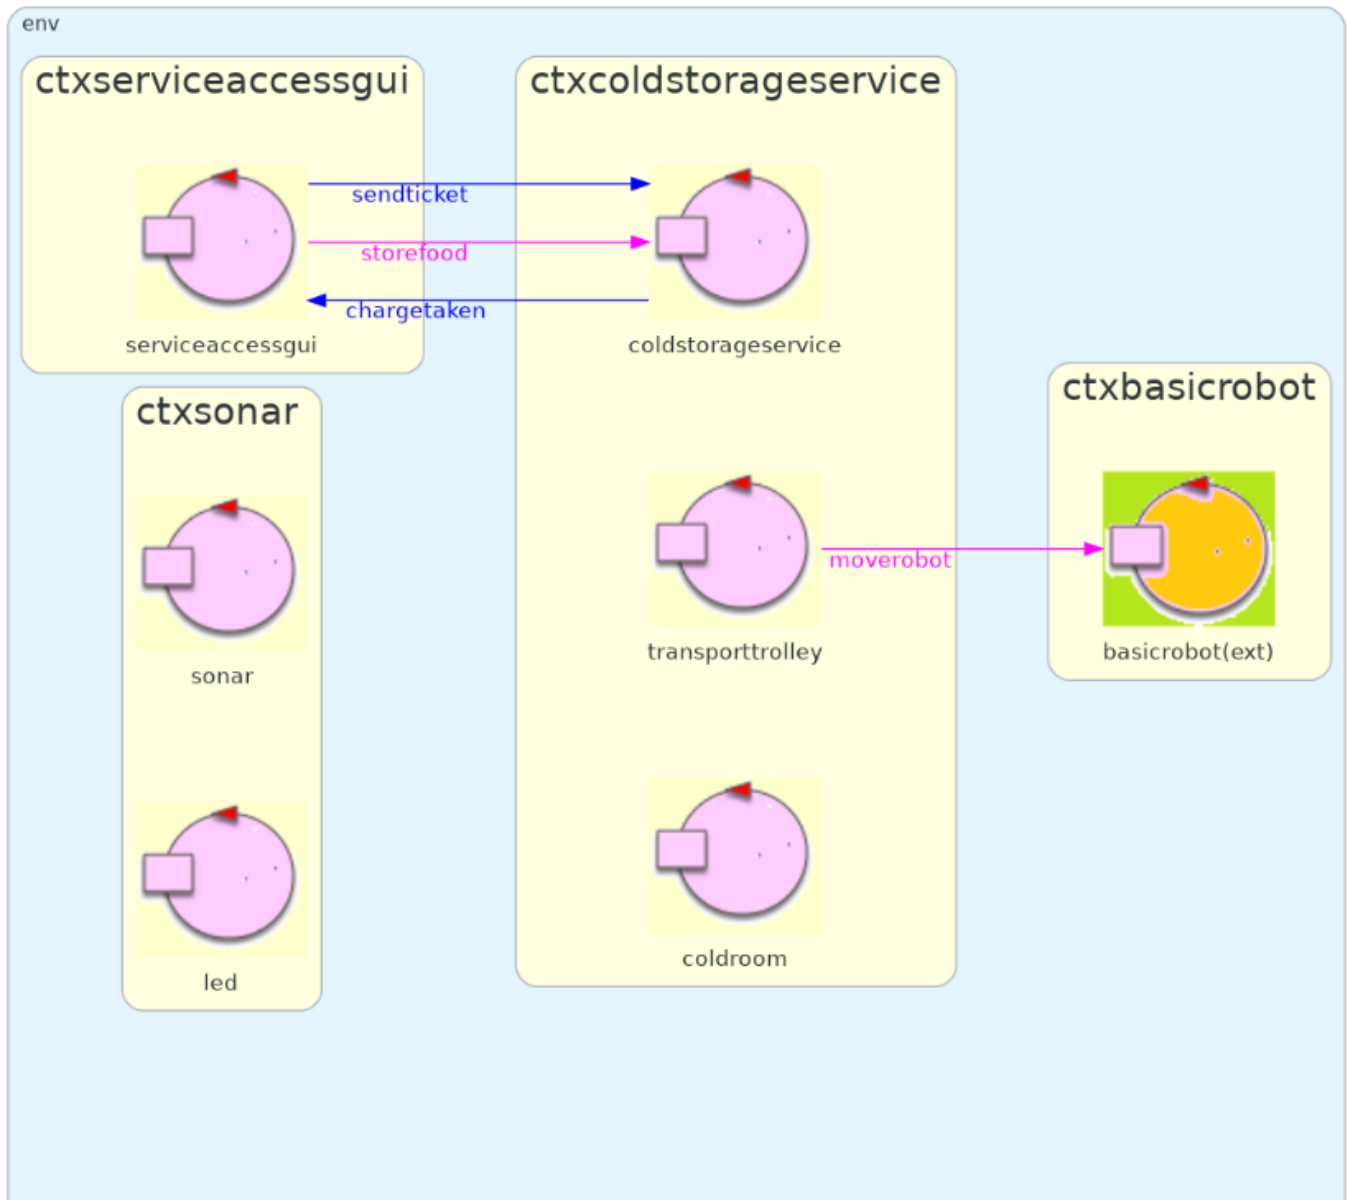 env
ctxserviceaccessgui
ctxcoldstorageservice
sendticket
storefood
chargetaken
serviceaccessgui
coldstorageservice
ctxsonar
ctxbasicrobot
moverobot
sonar
transporttrolley
basicrobot(ext)
led
coldroom